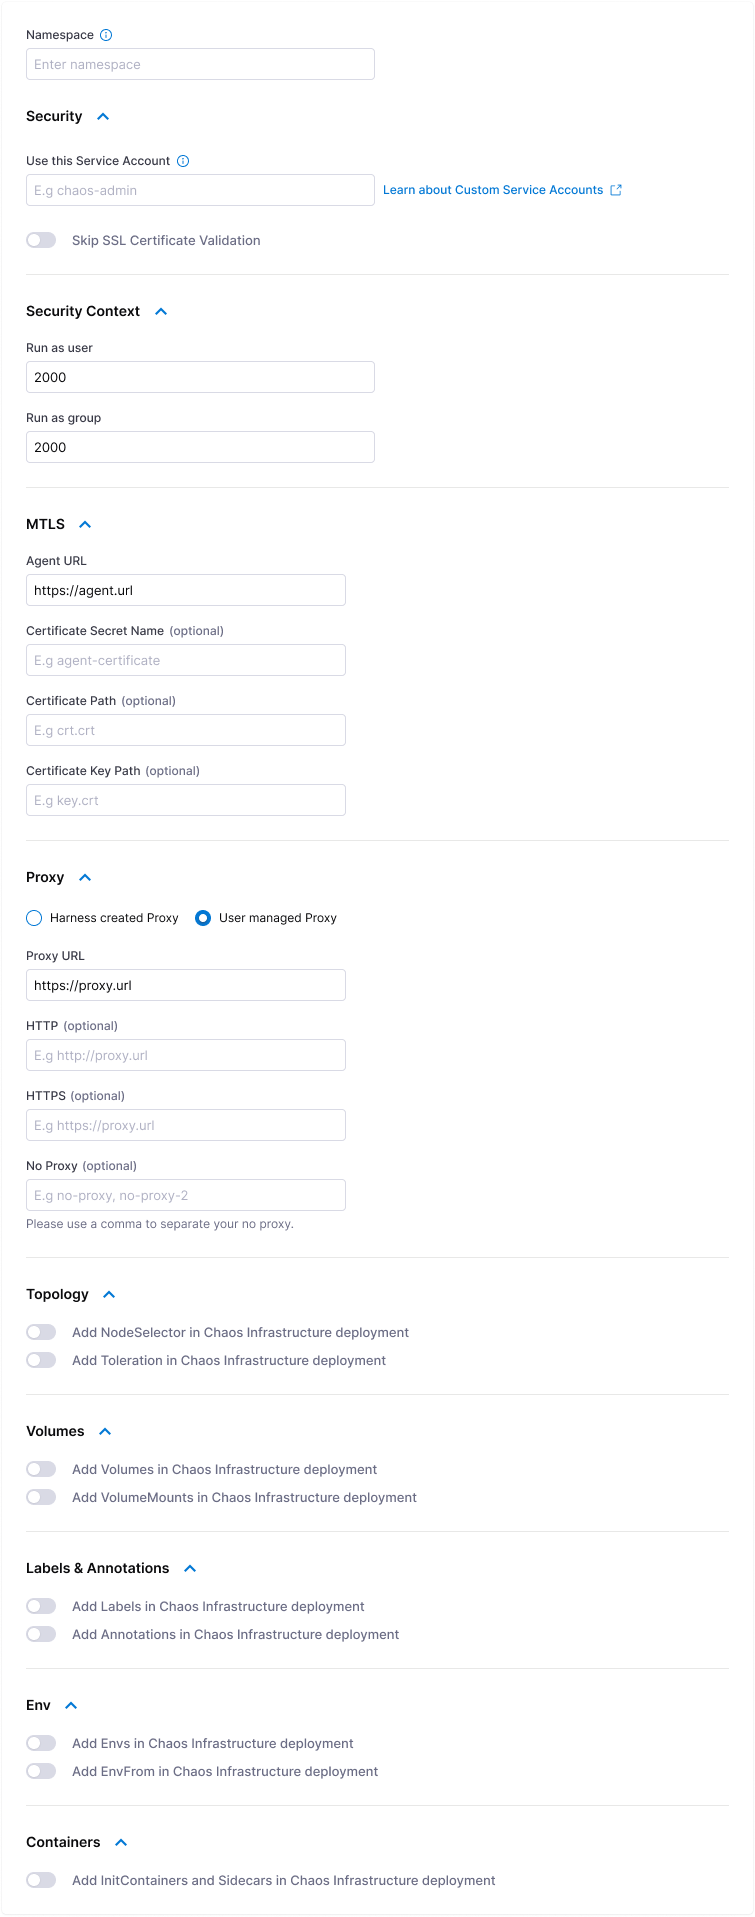 Namespace
Enter namespace
Security
Use this Service Account
E.g chaos-admin
Learn about Custom Service Accounts
Skip SSL Certificate Validation
Security Context
Run as user
2000
Run as group
2000
MTLS
Agent URL
https://agent.url
Certificate Secret Name (optional)
E.g agent-certificate
Certificate Path (optional)
E.g crt.crt
Certificate Key Path (optional)
E.g key.crt
Proxy
Harness created Proxy User managed Proxy
Proxy URL
https://proxy.url
HTTP (optional)
E.g http://proxy.url
HTTPS (optional)
E.g https://proxy.url
No Proxy (optional)
E.g no-proxy, no-proxy-2
Please use a comma to separate your no proxy.
Topology
Add NodeSelector in Chaos Infrastructure deployment
Add Toleration in Chaos Infrastructure deployment
Volumes
Add Volumes in Chaos Infrastructure deployment
Add VolumeMounts in Chaos Infrastructure deployment
Labels & Annotations
Add Labels in Chaos Infrastructure deployment
Add Annotations in Chaos Infrastructure deployment
Env
Add Envs in Chaos Infrastructure deployment
Add EnvFrom in Chaos Infrastructure deployment
Containers
Add InitContainers and Sidecars in Chaos Infrastructure deployment